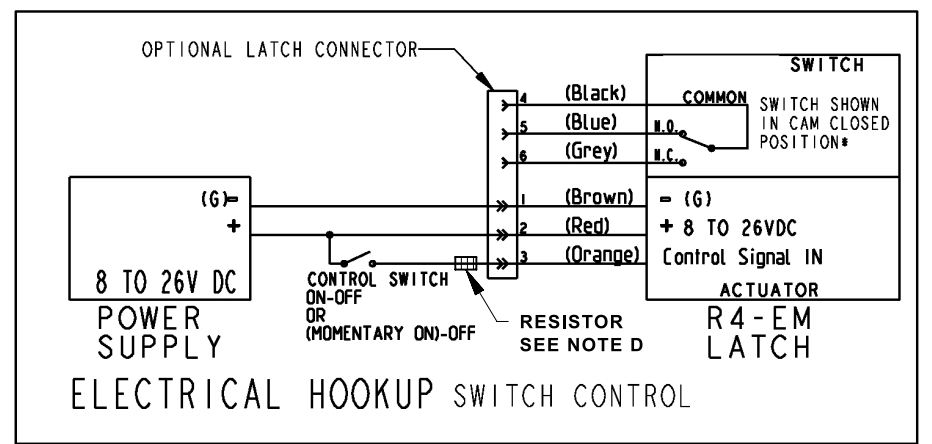 OPTIONAL LATCH CONNECTOR
SWITCH
4 (Black) COMMON
SWITCH SHOWN
IN CAM CLOSED
POSITION*
5 (Blue) N.O.
6 (Grey) N.C.
(G)- 1 (Brown) - (G)
+ 2 (Red) + 8 TO 26VDC
3 (Orange) Control Signal IN
8 TO 26V DC
CONTROL SWITCH
ON-OFF
OR
(MOMENTARY ON)-OFF
ACTUATOR
POWER
SUPPLY
RESISTOR
SEE NOTE D
R4-EM
LATCH
ELECTRICAL HOOKUP SWITCH CONTROL